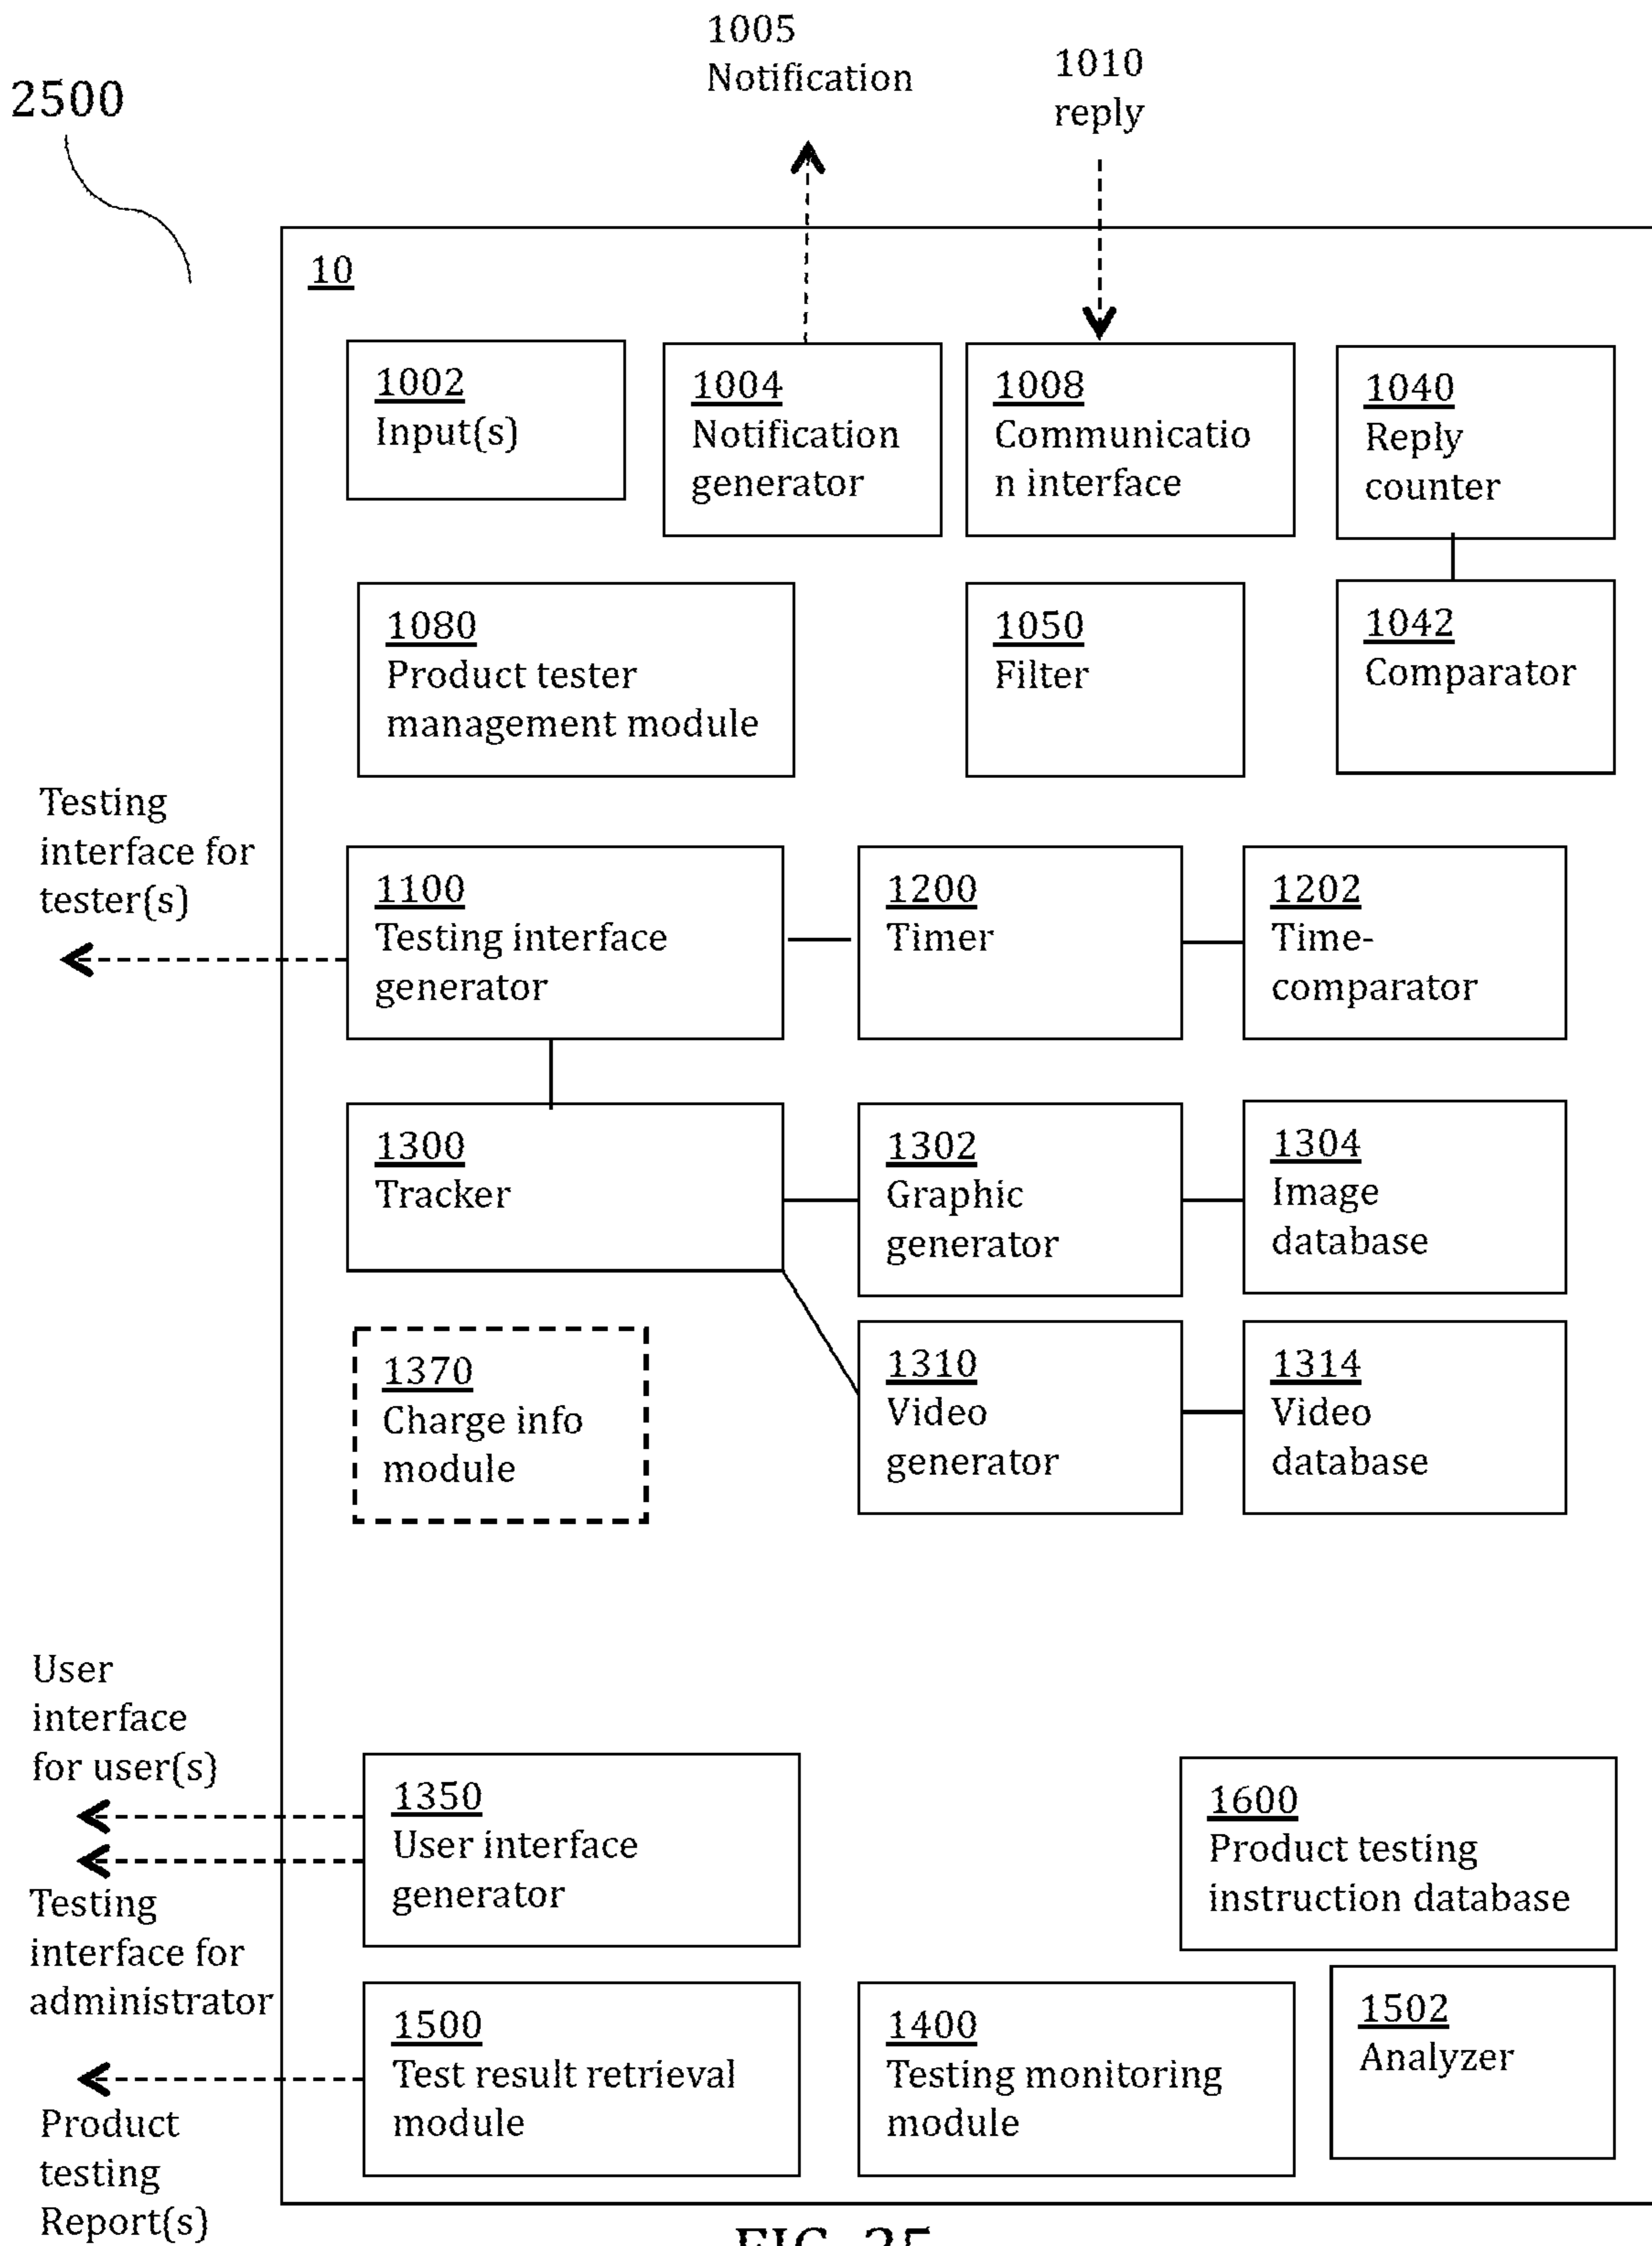 1005
Notification
1010
reply
2500
10
1002
Input(s)
1004
Notification
generator
1008
Communicatio
n interface
1040
Reply
counter
1080
Product tester
management module
1050
Filter
1042
Comparator
Testing
interface for
tester(s)
1100
Testing interface
generator
1200
Timer
1202
Time-
comparator
1300
Tracker
1302
Graphic
generator
1304
Image
database
1370
Charge info
module
1310
Video
generator
1314
Video
database
User
interface
for user(s)
1350
User interface
generator
1600
Product testing
instruction database
Testing
interface for
administrator
1500
Test result retrieval
module
1400
Testing monitoring
module
1502
Analyzer
Product
testing
Report(s)
FIG. 25